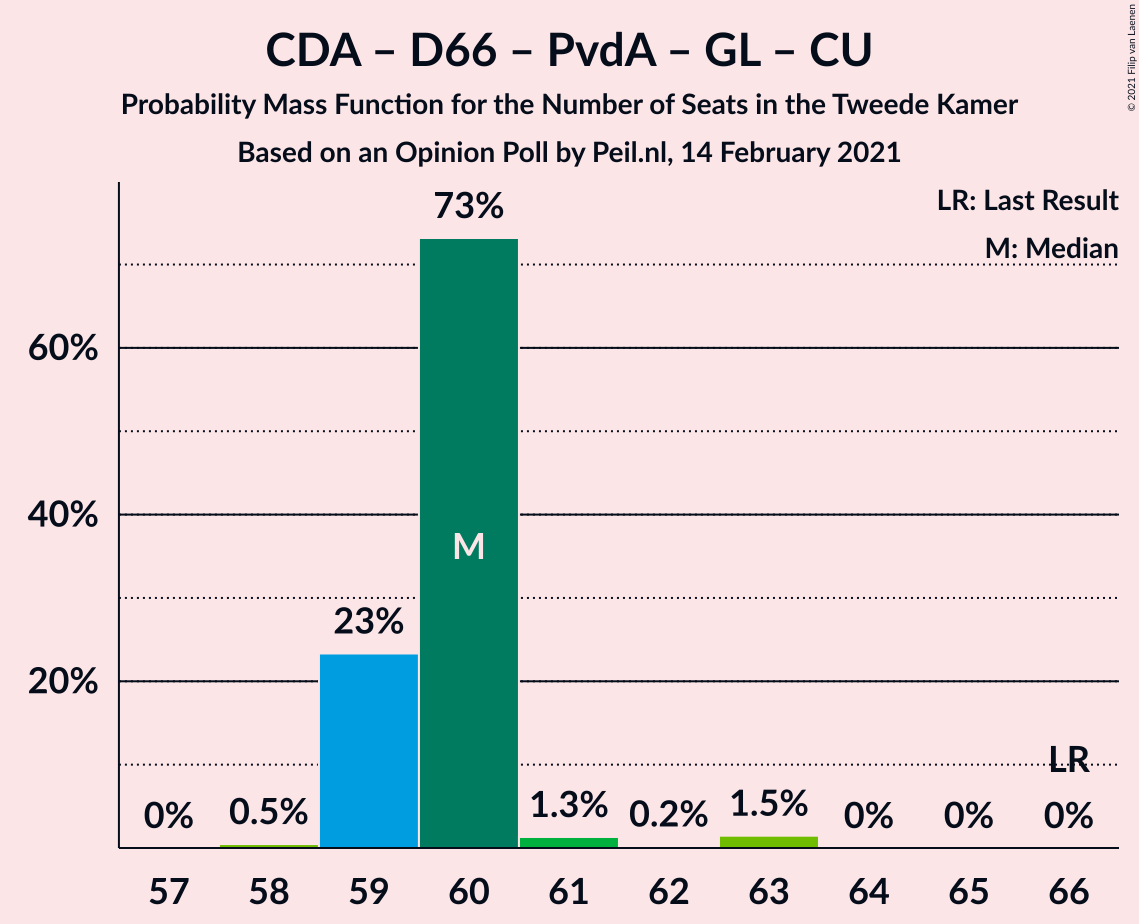 CDA – D66 – PvdA – GL – CU
Probability Mass Function for the Number of Seats in the Tweede Kamer
Based on an Opinion Poll by Peil.nl, 14 February 2021
© 2021 Filip van Laenen
LR: Last Result
M: Median
60%
40%
20%
0%
0.5%
23%
73%
M
1.3%
0.2%
1.5%
0%
0%
LR
0%
57 58 59 60 61 62 63 64 65 66